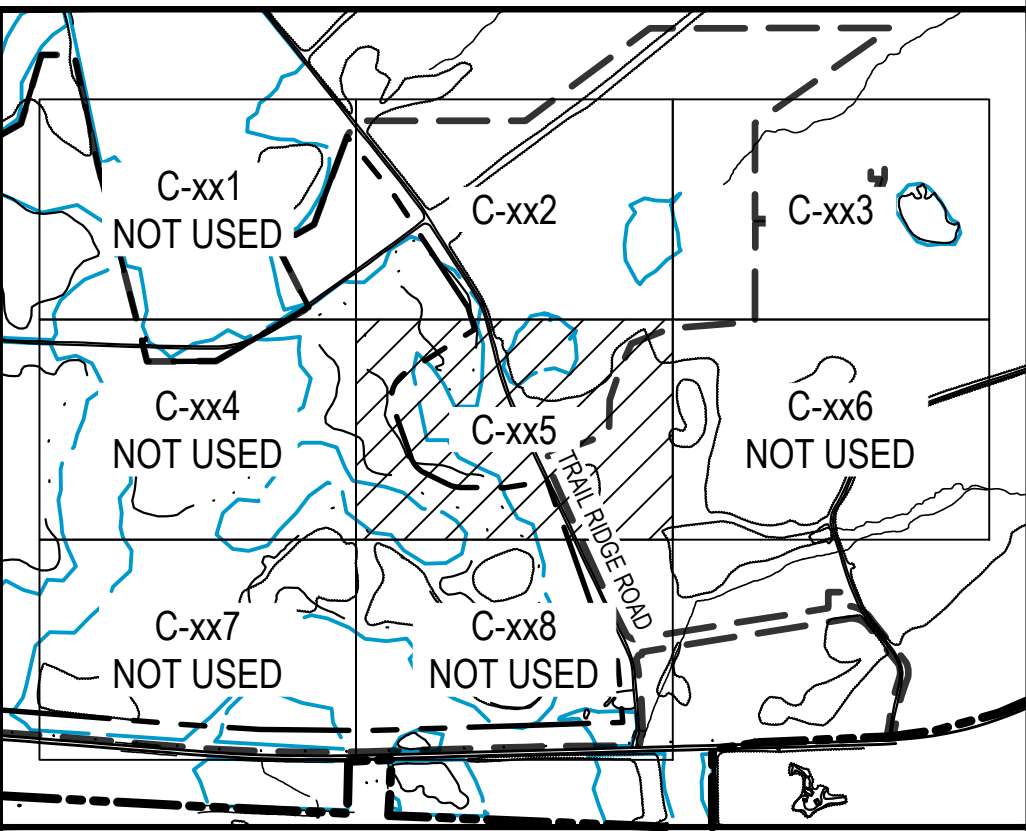 C-xx1
NOT USED
C-xx2
C-xx3
C-xx4
NOT USED
C-xx5
C-xx6
NOT USED
TRAIL RIDGE ROAD
C-xx7
NOT USED
C-xx8
NOT USED